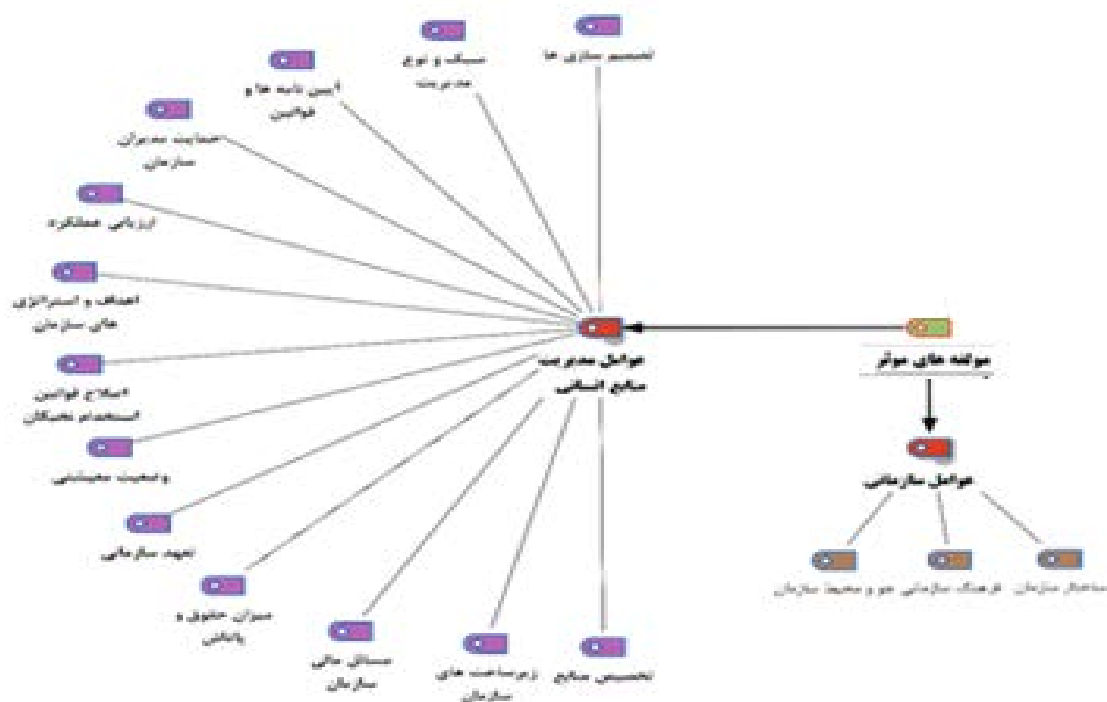 تصمیم سازی ها
سبک و نوع
مدیریت
آیین نامه ها و
قوانین
حمایت مدیران
سازمان
ارزیابی عملکرد
اهداف و استراتژی
های سازمان
اصلاح قوانین
استخدام نخبگان
وضعیت معیشتی
تعهد سازمانی
میزان حقوق و
پاداش
مسائل مالی
سازمان
زیرساخت های
سازمان
تخصیص منابع
عوامل مدیریت
منابع انسانی
مولفه های موثر
عوامل سازمانی
ساختار سازمان
فرهنگ سازمانی
جو و محیط سازمان